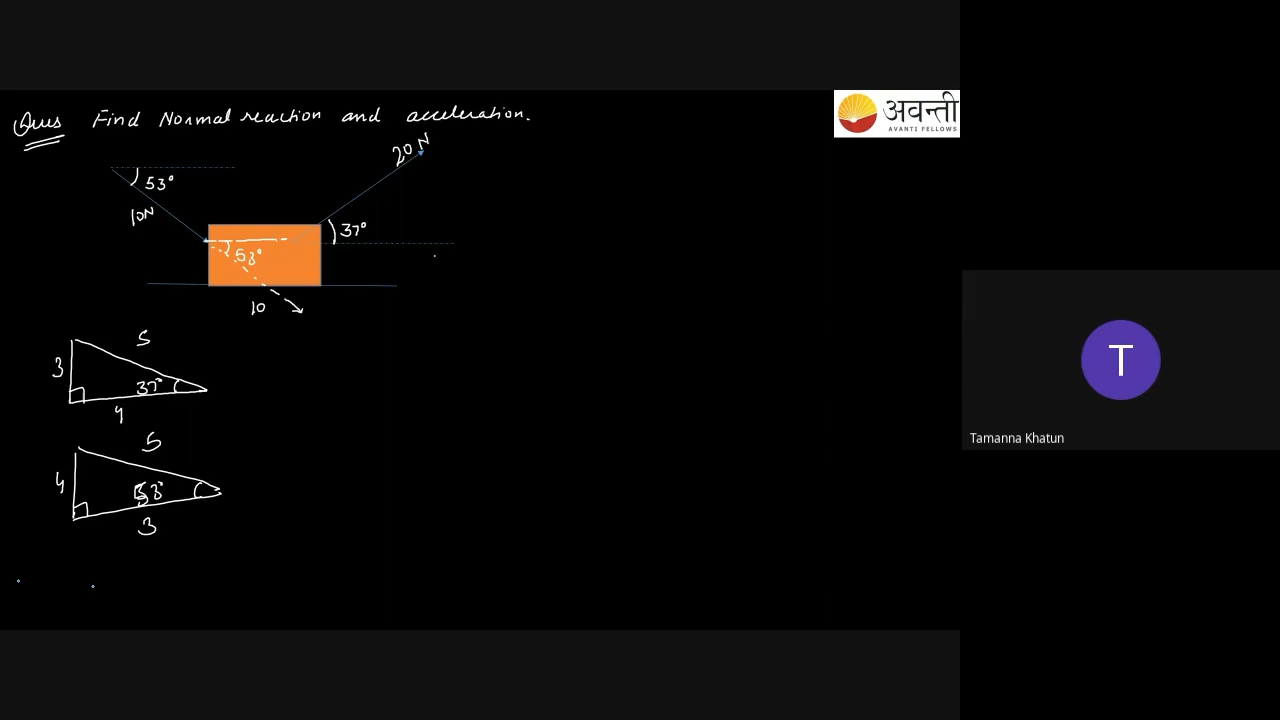 Ques Find Normal reaction and acceleration.
अवन्ती
AVANTI FELLOWS
20 N
53°
10N
37°
53°
10
5
3
37°
4
5
4
53°
3
T
Tamanna Khatun